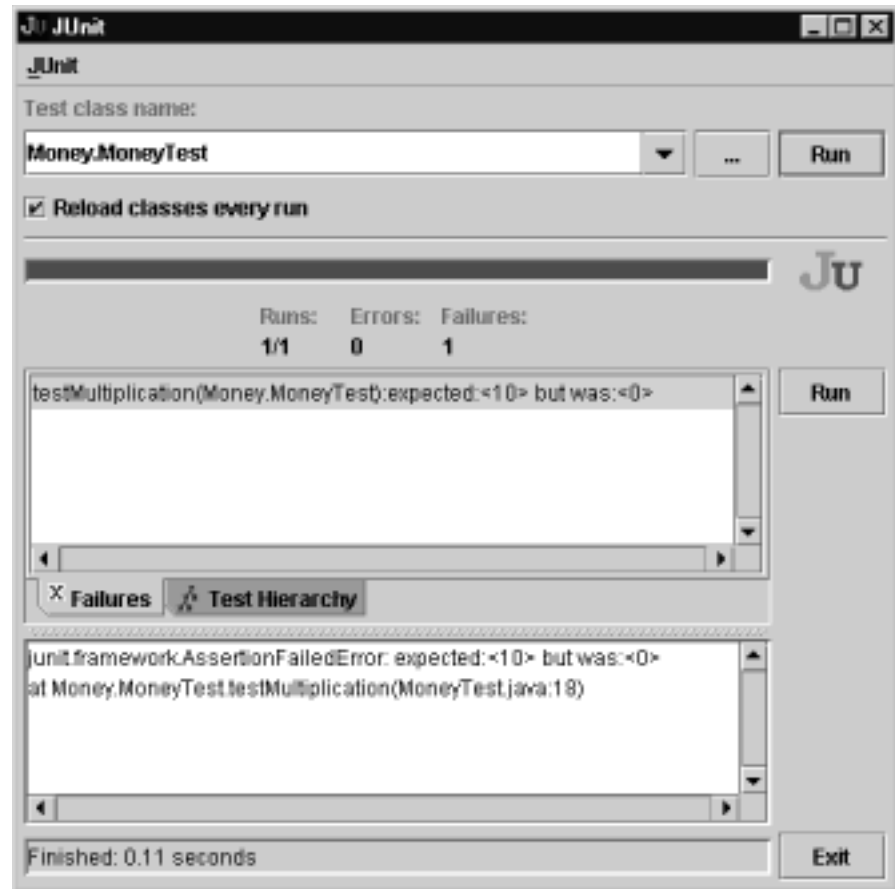 JU JUnit
JUnit
Test class name:
Money.MoneyTest ... Run
Reload classes every run
JU
Runs: Errors: Failures:
1/1 0 1
testMultiplication(Money.MoneyTest):expected:<10> but was:<0> Run
X Failures Test Hierarchy
junit.framework.AssertionFailedError: expected:<10> but was:<0>
at Money.MoneyTest.testMultiplication(MoneyTest.java:18)
Finished: 0.11 seconds Exit